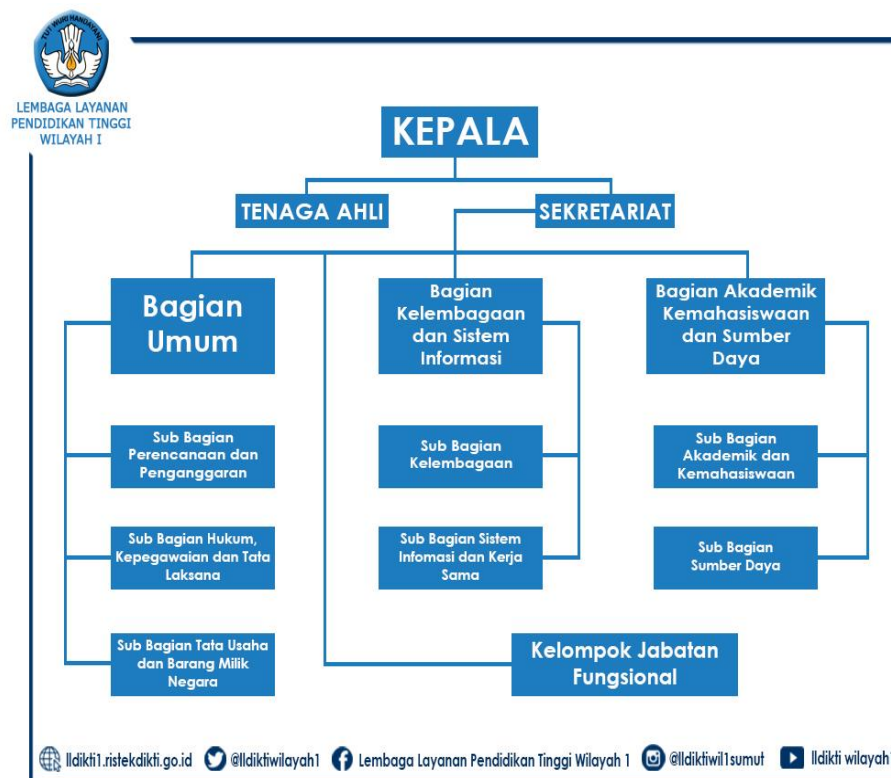 TUT WURI HANDAYANI
LEMBAGA LAYANAN
PENDIDIKAN TINGGI
WILAYAH I
KEPALA
TENAGA AHLI
SEKRETARIAT
Bagian
Umum
Bagian
Kelembagaan
dan Sistem
Informasi
Bagian Akademik
Kemahasiswaan
dan Sumber
Daya
Sub Bagian
Perencanaan dan
Penganggaran
Sub Bagian
Kelembagaan
Sub Bagian
Akademik dan
Kemahasiswaan
Sub Bagian Hukum,
Kepegawaian dan Tata
Laksana
Sub Bagian Sistem
Infomasi dan Kerja
Sama
Sub Bagian
Sumber Daya
Sub Bagian Tata Usaha
dan Barang Milik
Negara
Kelompok Jabatan
Fungsional
lldikti1.ristekdikti.go.id @lldiktiwilayah1 Lembaga Layanan Pendidikan Tinggi Wilayah 1 @lldiktiwil1sumut lldikti wilayah1